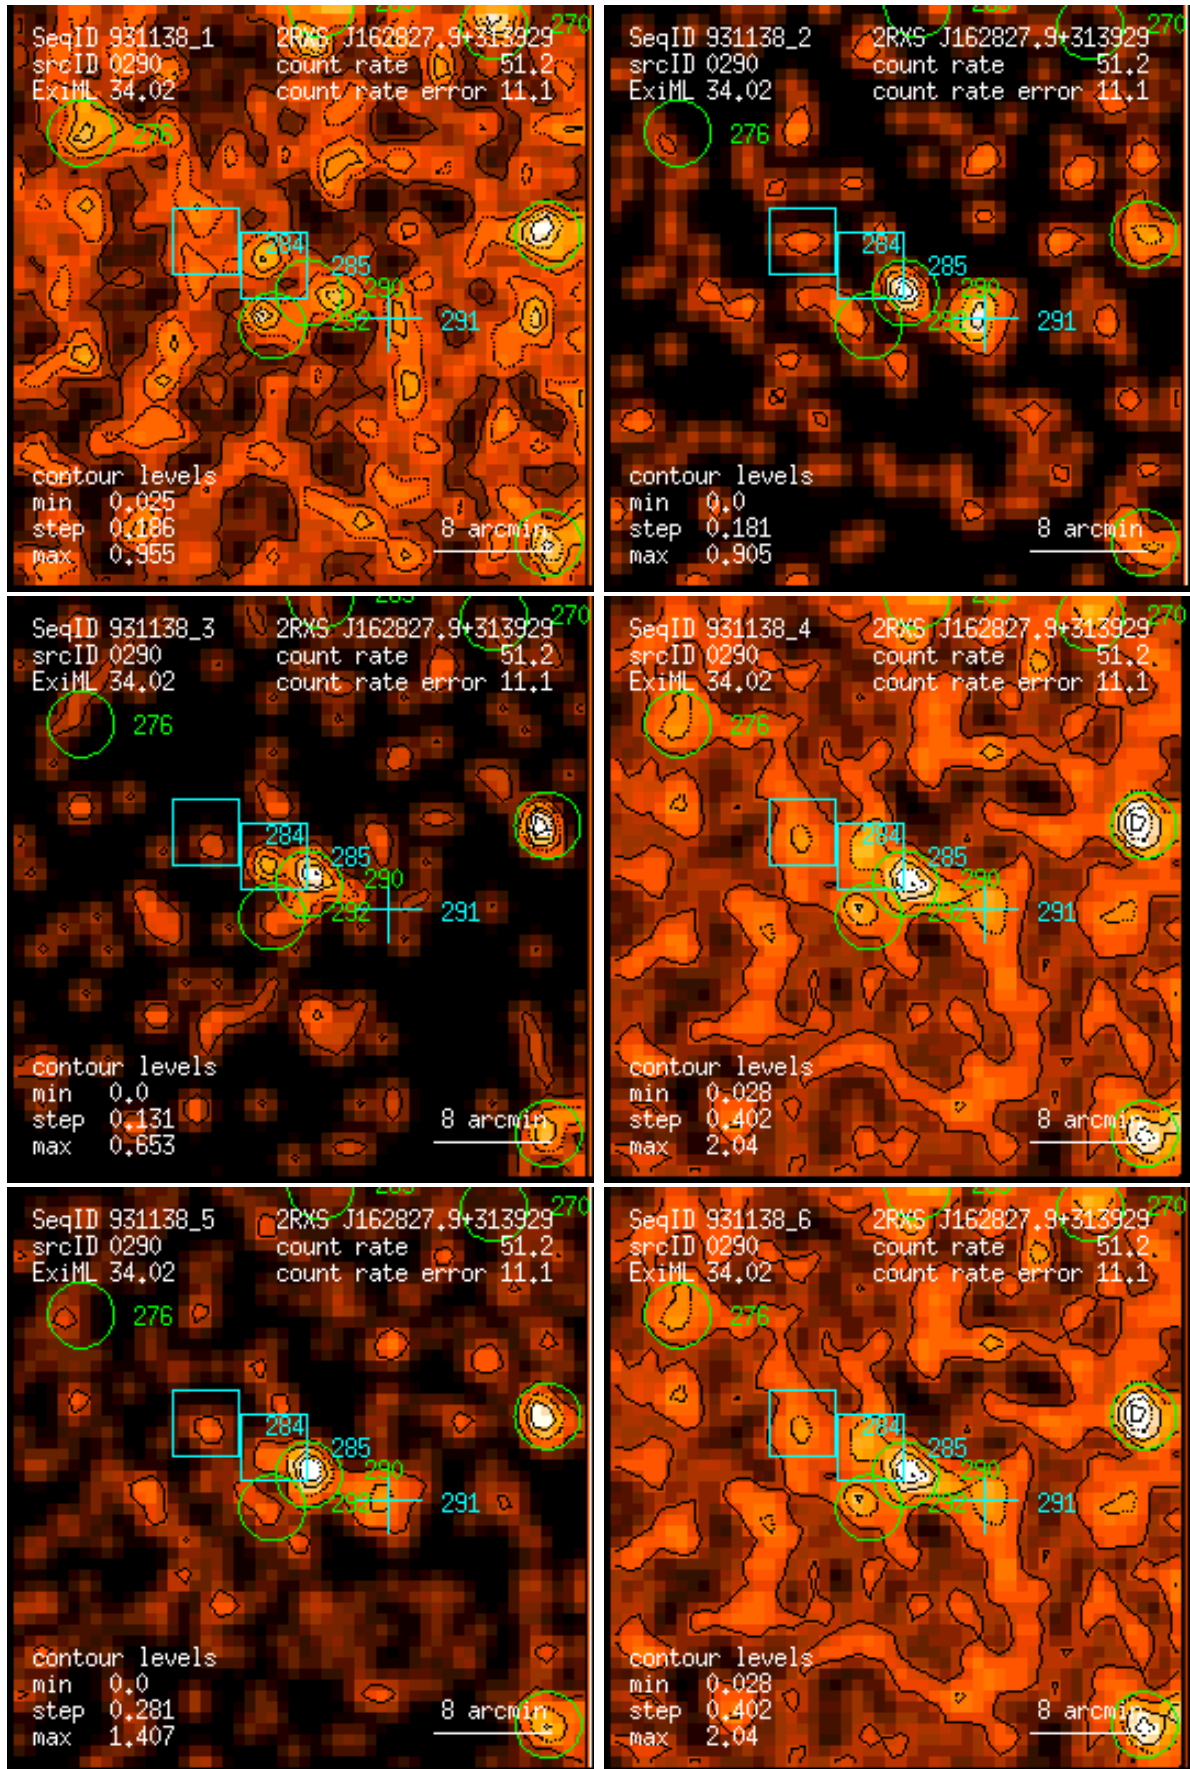 SeqID 931138_1 2RXS J162827.9+313929 270
srcID 0290 count rate 51.2
ExiML 34.02 count rate error 11.1
276
284
285
290
292 291
contour levels
min 0.025
step 0.186
max 0.955
8 arcmin
SeqID 931138_2 2RXS J162827.9+313929 270
srcID 0290 count rate 51.2
ExiML 34.02 count rate error 11.1
276
284
285
290
292 291
contour levels
min 0.0
step 0.181
max 0.905
8 arcmin
SeqID 931138_3 2RXS J162827.9+313929 270
srcID 0290 count rate 51.2
ExiML 34.02 count rate error 11.1
276
284
285
290
292 291
contour levels
min 0.0
step 0.131
max 0.653
8 arcmin
SeqID 931138_4 2RXS J162827.9+313929 270
srcID 0290 count rate 51.2
ExiML 34.02 count rate error 11.1
276
284
285
290
292 291
contour levels
min 0.028
step 0.402
max 2.04
8 arcmin
SeqID 931138_5 2RXS J162827.9+313929 270
srcID 0290 count rate 51.2
ExiML 34.02 count rate error 11.1
276
284
285
290
292 291
contour levels
min 0.0
step 0.281
max 1.407
8 arcmin
SeqID 931138_6 2RXS J162827.9+313929 270
srcID 0290 count rate 51.2
ExiML 34.02 count rate error 11.1
276
284
285
290
292 291
contour levels
min 0.028
step 0.402
max 2.04
8 arcmin